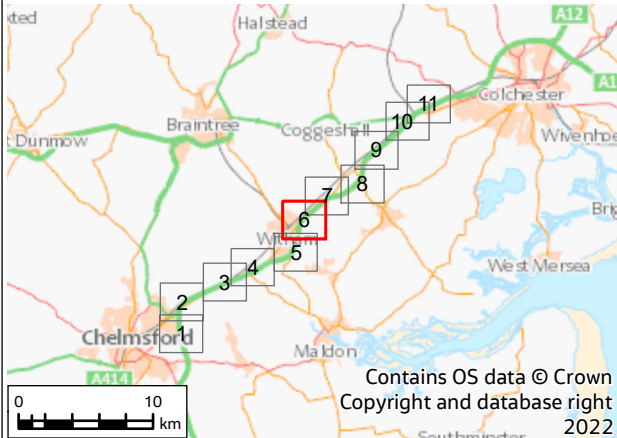 xted
Halstead
A12
11
Colchester
A1
Braintree
Coggeshall
10
t Dunmow
9
Wivenhoe
8
7
6
Brig
Witham
5
4
West Mersea
3
2
Chelmsford
1
Maldon
A414
0 10
km
Contains OS data © Crown
Copyright and database right
2022
Southminster